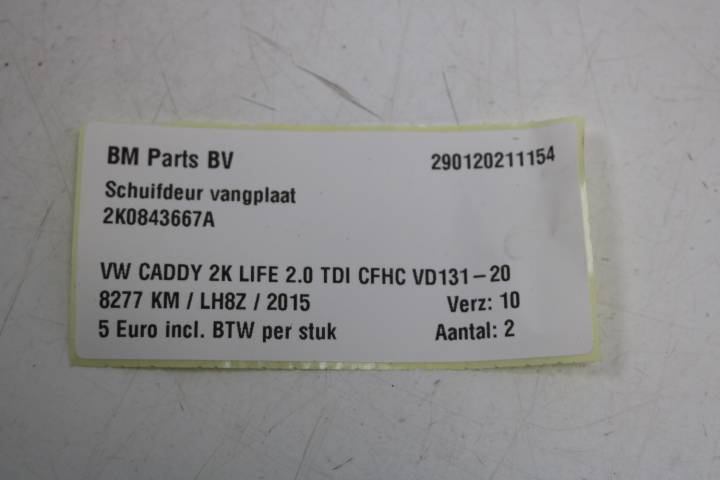 BM Parts BV 290120211154
Schuifdeur vangplaat
2K0843667A
VW CADDY 2K LIFE 2.0 TDI CFHC VD131-20
8277 KM / LH8Z / 2015 Verz: 10
5 Euro incl. BTW per stuk Aantal: 2